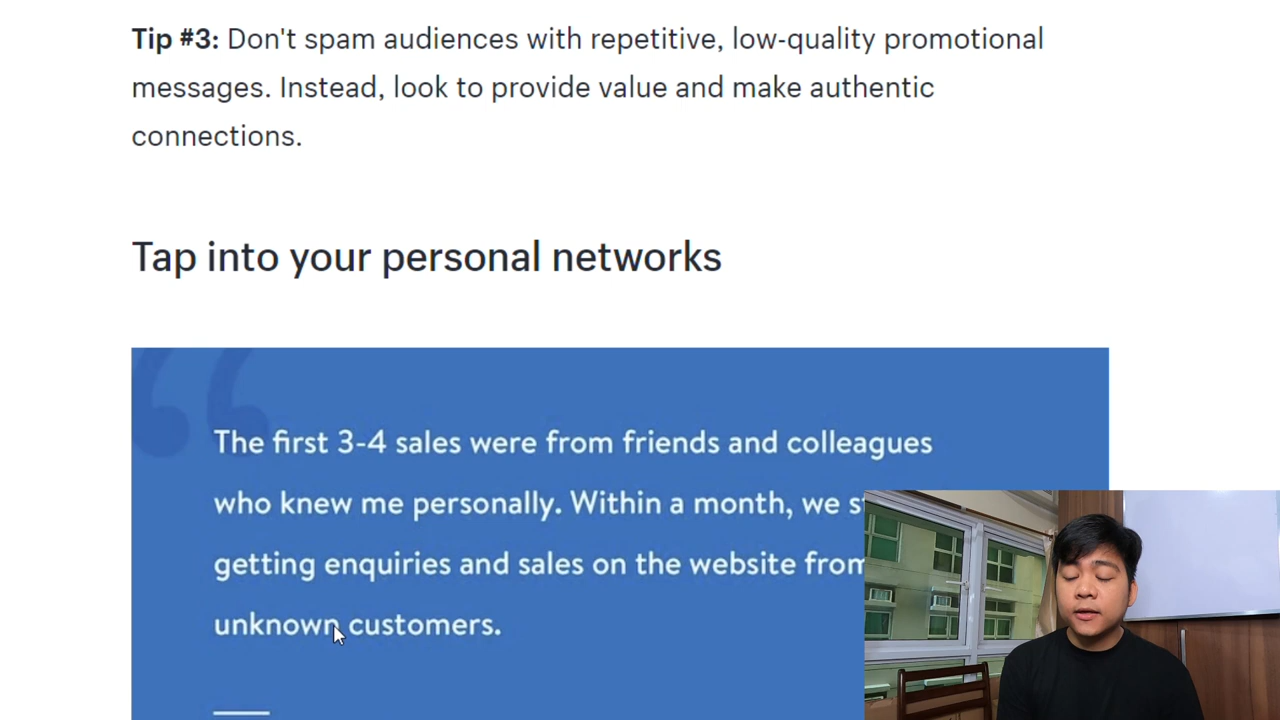 Tip #3: Don't spam audiences with repetitive, low-quality promotional
messages. Instead, look to provide value and make authentic
connections.
Tap into your personal networks
The first 3-4 sales were from friends and colleagues
who knew me personally. Within a month, we
getting enquiries and sales on the website from
unknown customers.